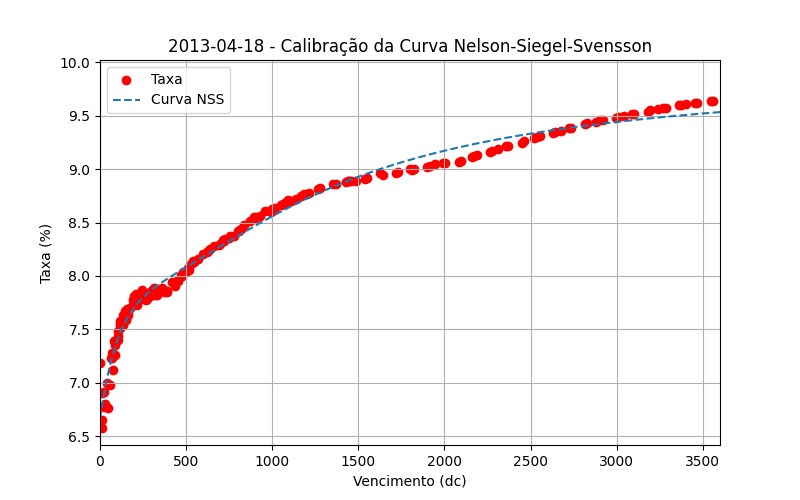 2013-04-18 - Calibração da Curva Nelson-Siegel-Svensson
Taxa
Curva NSS
Taxa (%)
10.0
9.5
9.0
8.5
8.0
7.5
7.0
6.5
0 500 1000 1500 2000 2500 3000 3500
Vencimento (dc)